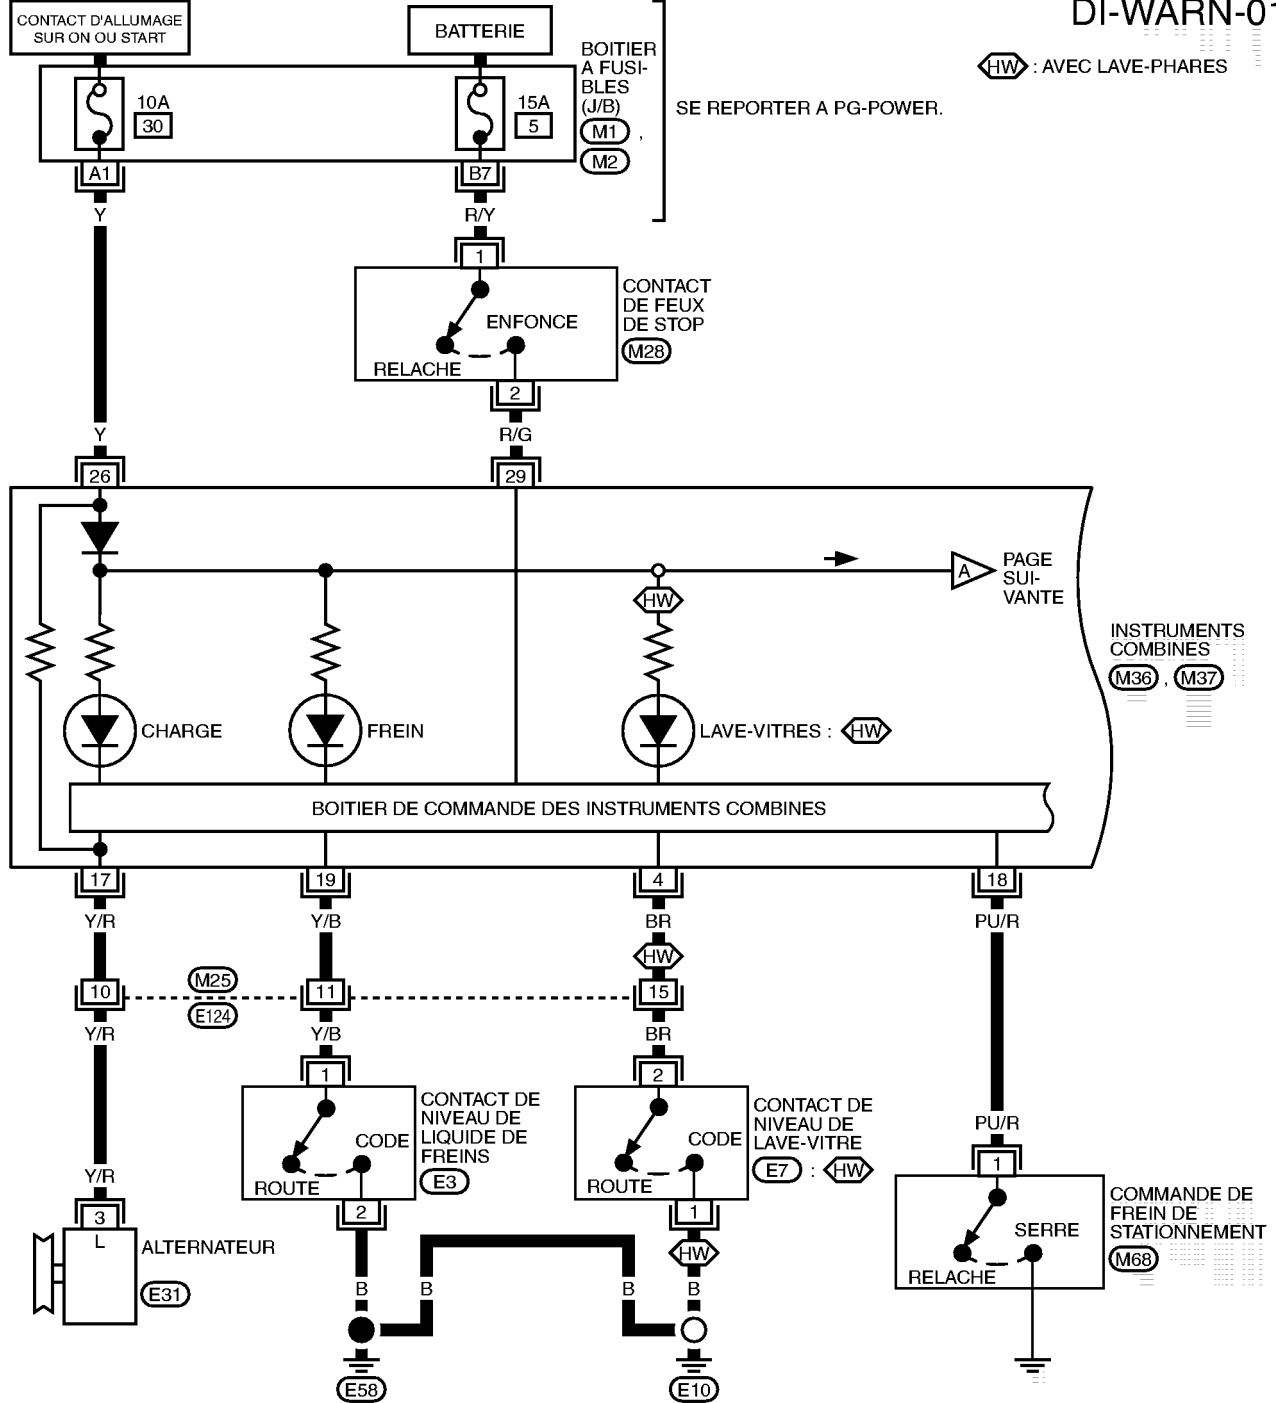 CONTACT D'ALLUMAGE
SUR ON OU START
BATTERIE
DI-WARN-01
HW : AVEC LAVE-PHARES
BOITIER
A FUSI-
BLES
(J/B)
M1 ,
M2
10A
30
15A
5
SE REPORTER A PG-POWER.
A1
B7
Y
R/Y
1
CONTACT
DE FEUX
DE STOP
M28
ENFONCE
RELACHE
2
Y
R/G
26
29
A
PAGE
SUI-
VANTE
HW
INSTRUMENTS
COMBINES
M36 , M37
CHARGE
FREIN
LAVE-VITRES : HW
BOITIER DE COMMANDE DES INSTRUMENTS COMBINES
17
19
4
18
Y/R
Y/B
BR
PU/R
HW
M25
10
11
15
E124
Y/R
Y/B
BR
1
2
CONTACT DE
NIVEAU DE
LIQUIDE DE
FREINS
E3
CODE
ROUTE
CONTACT DE
NIVEAU DE
LAVE-VITRE
E7 : HW
CODE
ROUTE
PU/R
1
Y/R
3
L
ALTERNATEUR
E31
2
1
HW
COMMANDE DE
FREIN DE
STATIONNEMENT
M68
SERRE
RELACHE
B
B
B
B
E58
E10